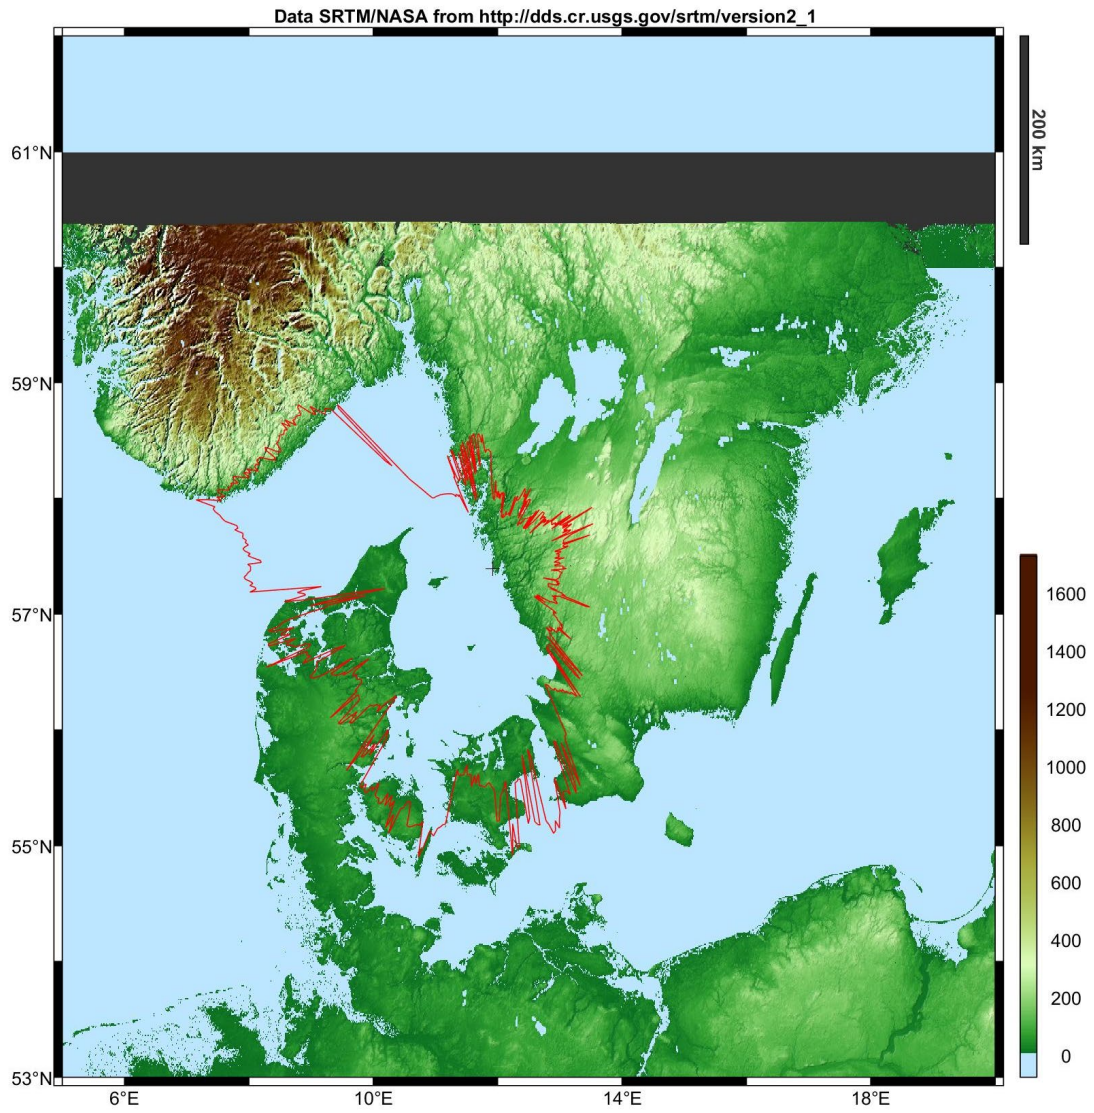 Data SRTM/NASA from http://dds.cr.usgs.gov/srtm/version2_1
200 km
61°N
59°N
57°N
55°N
53°N
6°E
10°E
14°E
18°E
1600
1400
1200
1000
800
600
400
200
0